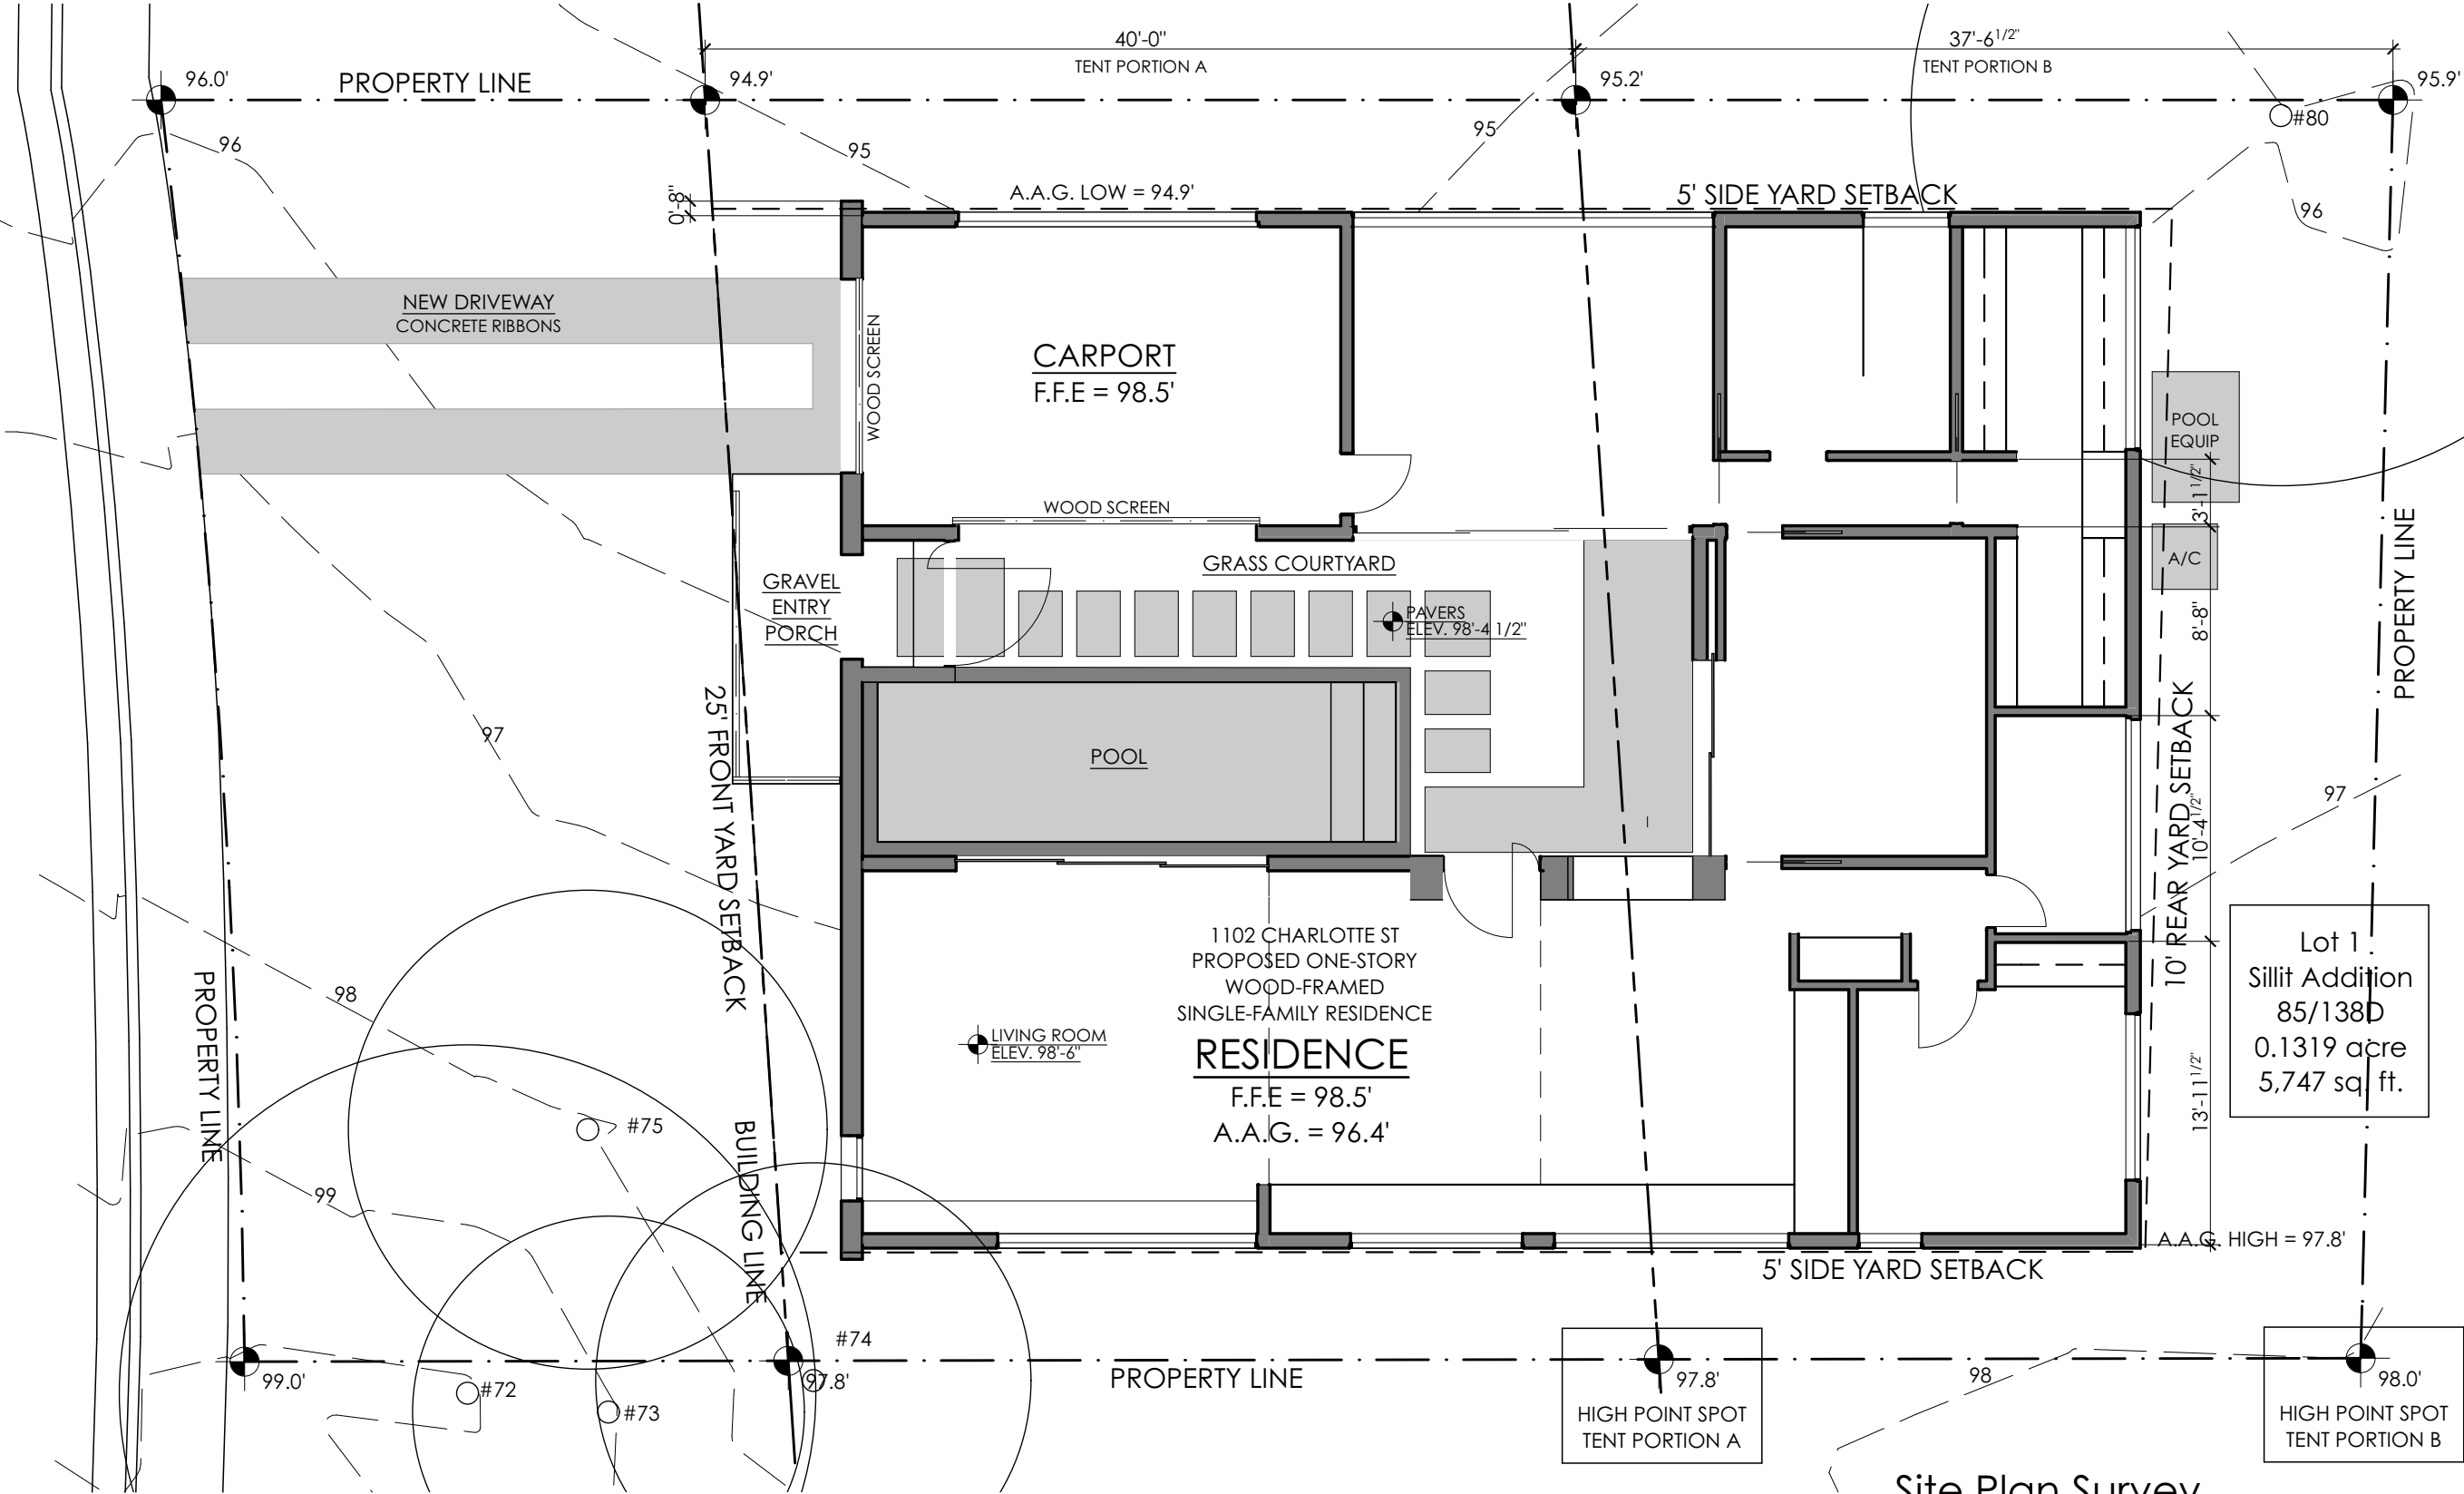 40'-0"
TENT PORTION A
37'-6 1/2"
TENT PORTION B
96.0'
PROPERTY LINE
94.9'
95.2'
95.9'
#80
96
95
95
96
0'-8"
A.A.G. LOW = 94.9'
5' SIDE YARD SETBACK
NEW DRIVEWAY
CONCRETE RIBBONS
WOOD SCREEN
CARPORT
F.F.E = 98.5'
POOL
EQUIP
3'-1 1/2"
WOOD SCREEN
GRASS COURTYARD
A/C
PROPERTY LINE
GRAVEL
ENTRY
PORCH
PAVERS
ELEV. 98'-4 1/2"
8'-8"
25' FRONT YARD SETBACK
97
POOL
10' REAR YARD SETBACK
10'-4 1/2"
97
1102 CHARLOTTE ST
PROPOSED ONE-STORY
WOOD-FRAMED
SINGLE-FAMILY RESIDENCE
RESIDENCE
F.F.E = 98.5'
A.A.G. = 96.4'
LIVING ROOM
ELEV. 98'-6"
Lot 1
Sillit Addition
85/138D
0.1319 acre
5,747 sq. ft.
PROPERTY LINE
98
#75
99
BUILDING LINE
13'-11 1/2"
A.A.G. HIGH = 97.8'
5' SIDE YARD SETBACK
#74
99.0'
#72
#73
97.8'
PROPERTY LINE
97.8'
HIGH POINT SPOT
TENT PORTION A
98
98.0'
HIGH POINT SPOT
TENT PORTION B
Site Plan Survey